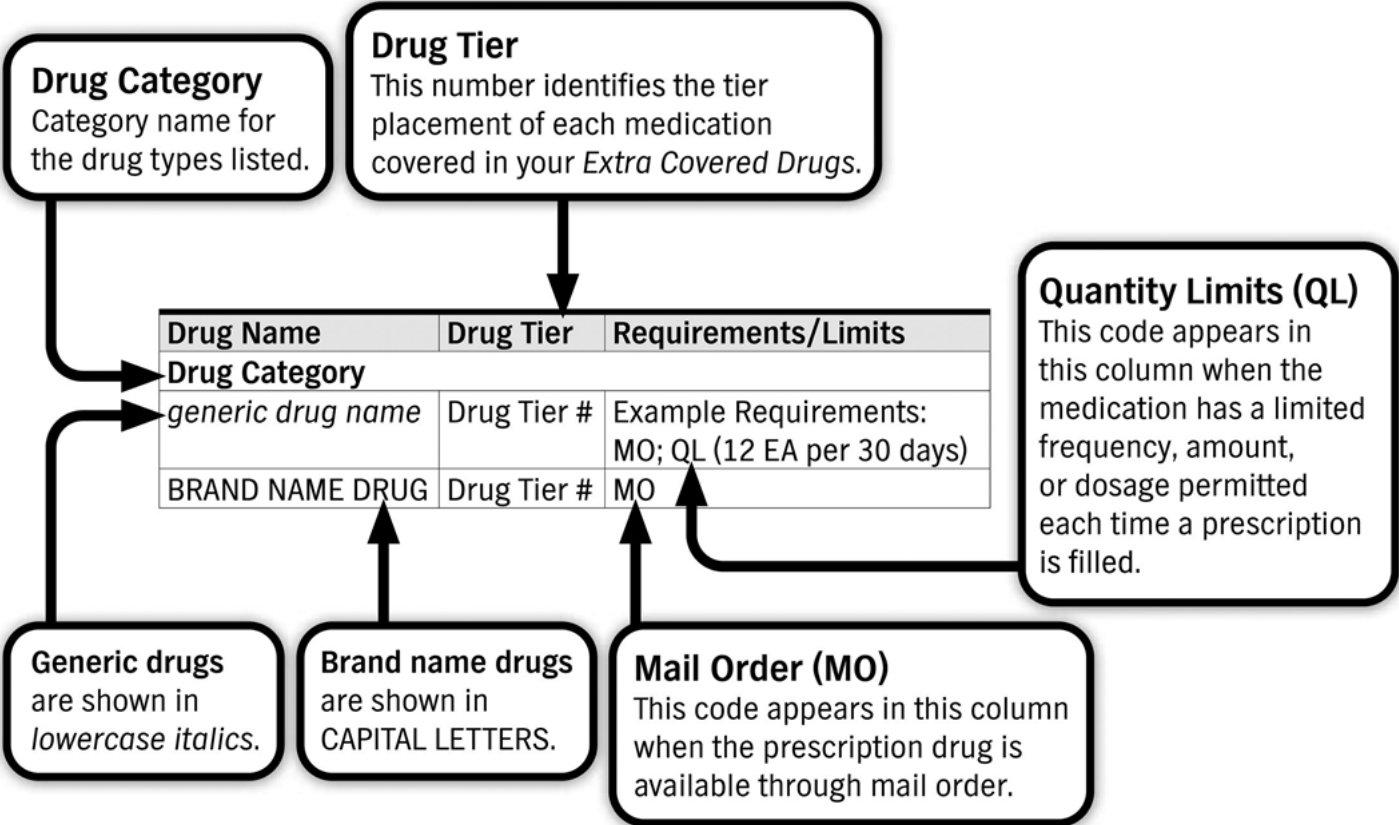 Drug Category
Category name for
the drug types listed.
Drug Tier
This number identifies the tier
placement of each medication
covered in your Extra Covered Drugs.
Drug Name Drug Tier Requirements/Limits
Drug Category
generic drug name Drug Tier # Example Requirements:
MO; QL (12 EA per 30 days)
BRAND NAME DRUG Drug Tier # MO
Quantity Limits (QL)
This code appears in
this column when the
medication has a limited
frequency, amount,
or dosage permitted
each time a prescription
is filled.
Generic drugs
are shown in
lowercase italics.
Brand name drugs
are shown in
CAPITAL LETTERS.
Mail Order (MO)
This code appears in this column
when the prescription drug is
available through mail order.